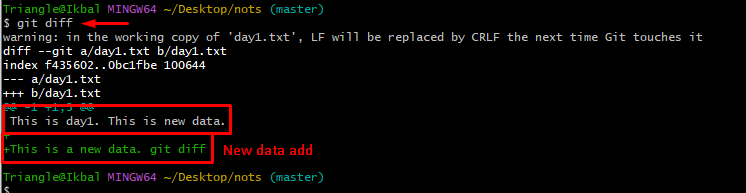 Triangle@Ikbal MINGW64 ~/Desktop/nots (master)
$ git diff
warning: in the working copy of 'day1.txt', LF will be replaced by CRLF the next time Git touches it
diff --git a/day1.txt b/day1.txt
index f435602..0bc1fbe 100644
--- a/day1.txt
+++ b/day1.txt
@@ -1 +1,3 @@
This is day1. This is new data.
+
+This is a new data. git diff New data add
Triangle@Ikbal MINGW64 ~/Desktop/nots (master)
$